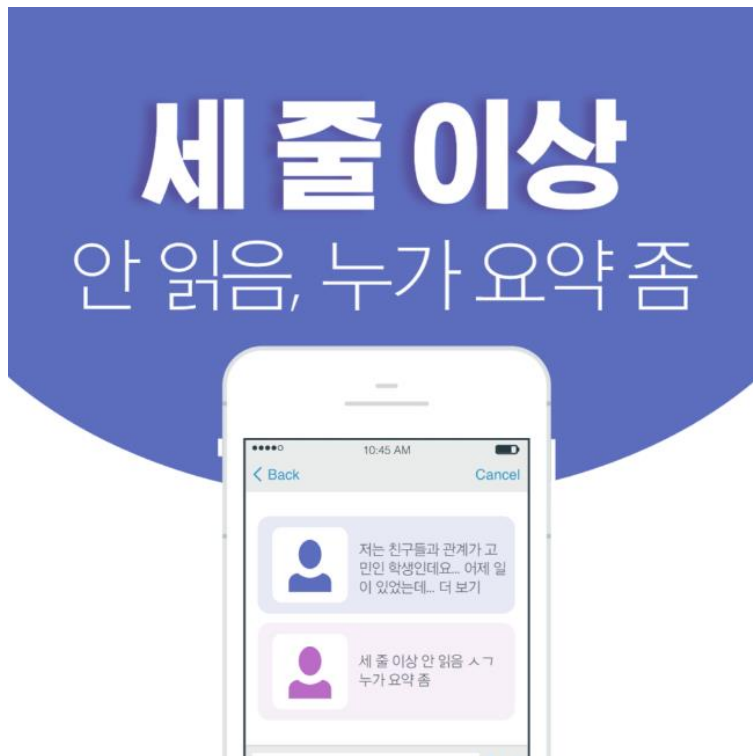 세 줄 이상
안 읽음, 누가 요약 좀
10:45 AM
Back
Cancel
저는 친구들과 관계가 고
민인 학생인데요... 어제 일
이 있었는데... 더 보기
세 줄 이상 안 읽음 ㅅㄱ
누가 요약 좀